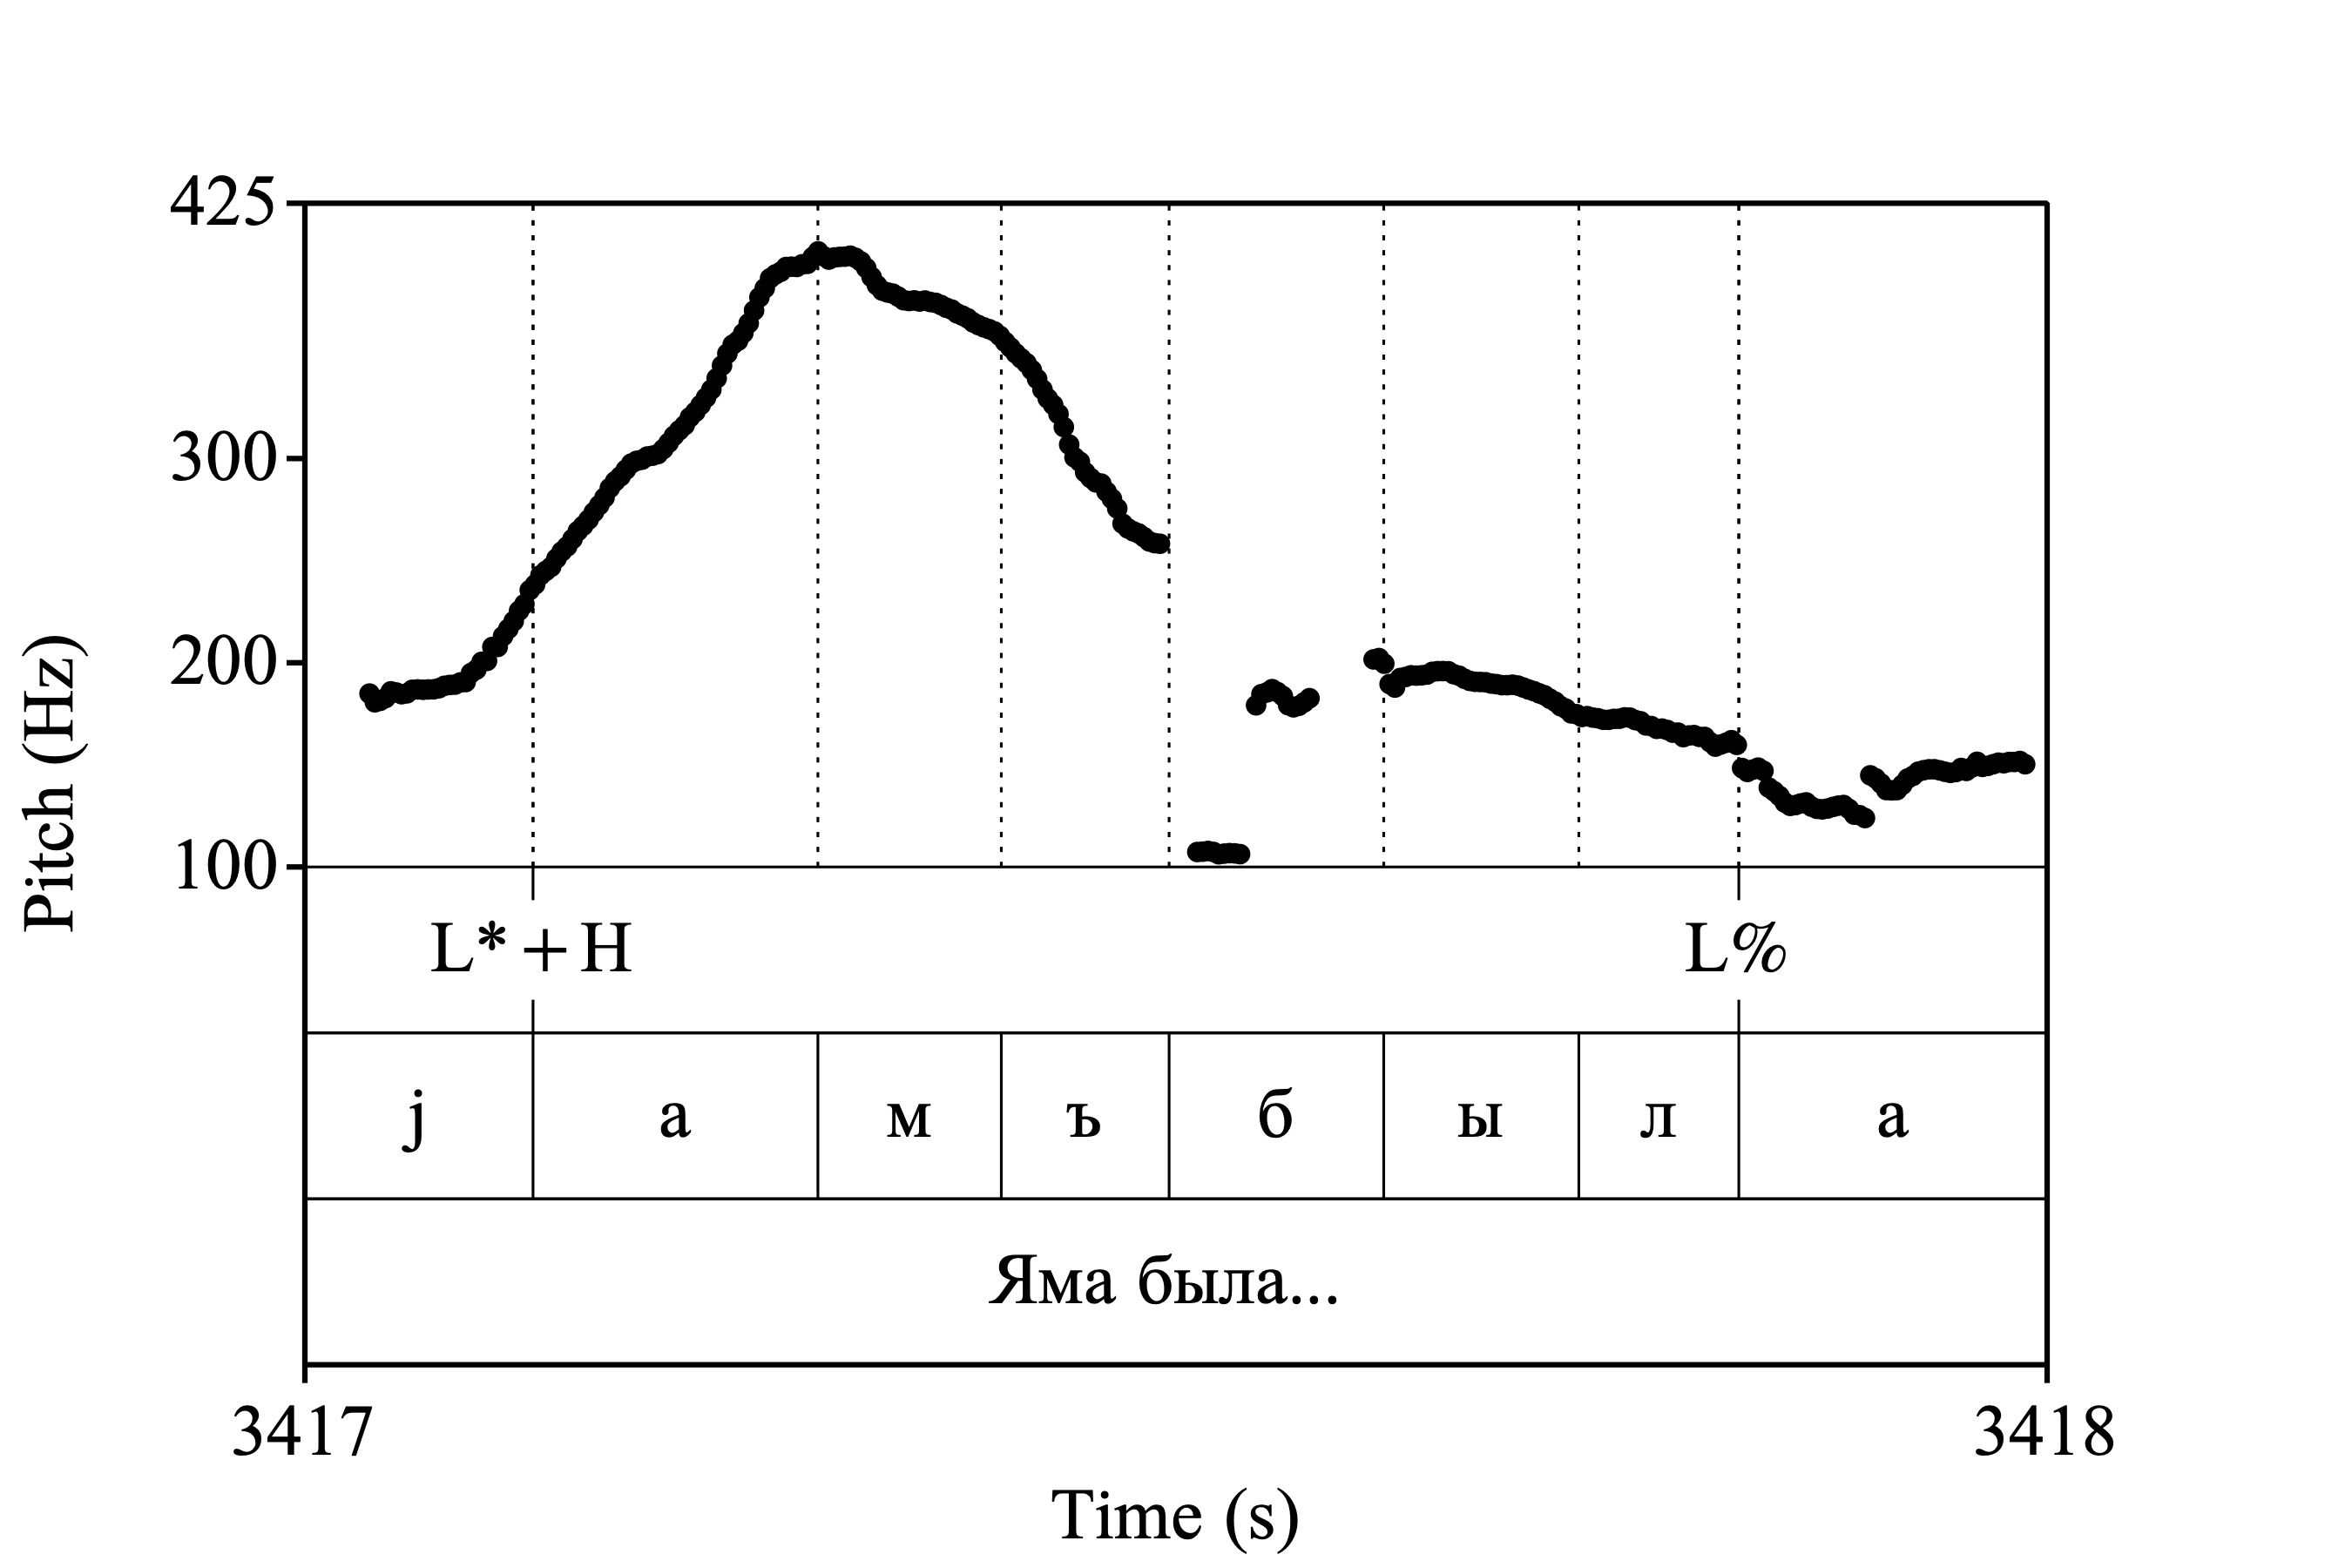 425
300
200
100
Pitch (Hz)
L*+H L%
j а м ъ б ы л а
Яма была...
3417 3418
Time (s)